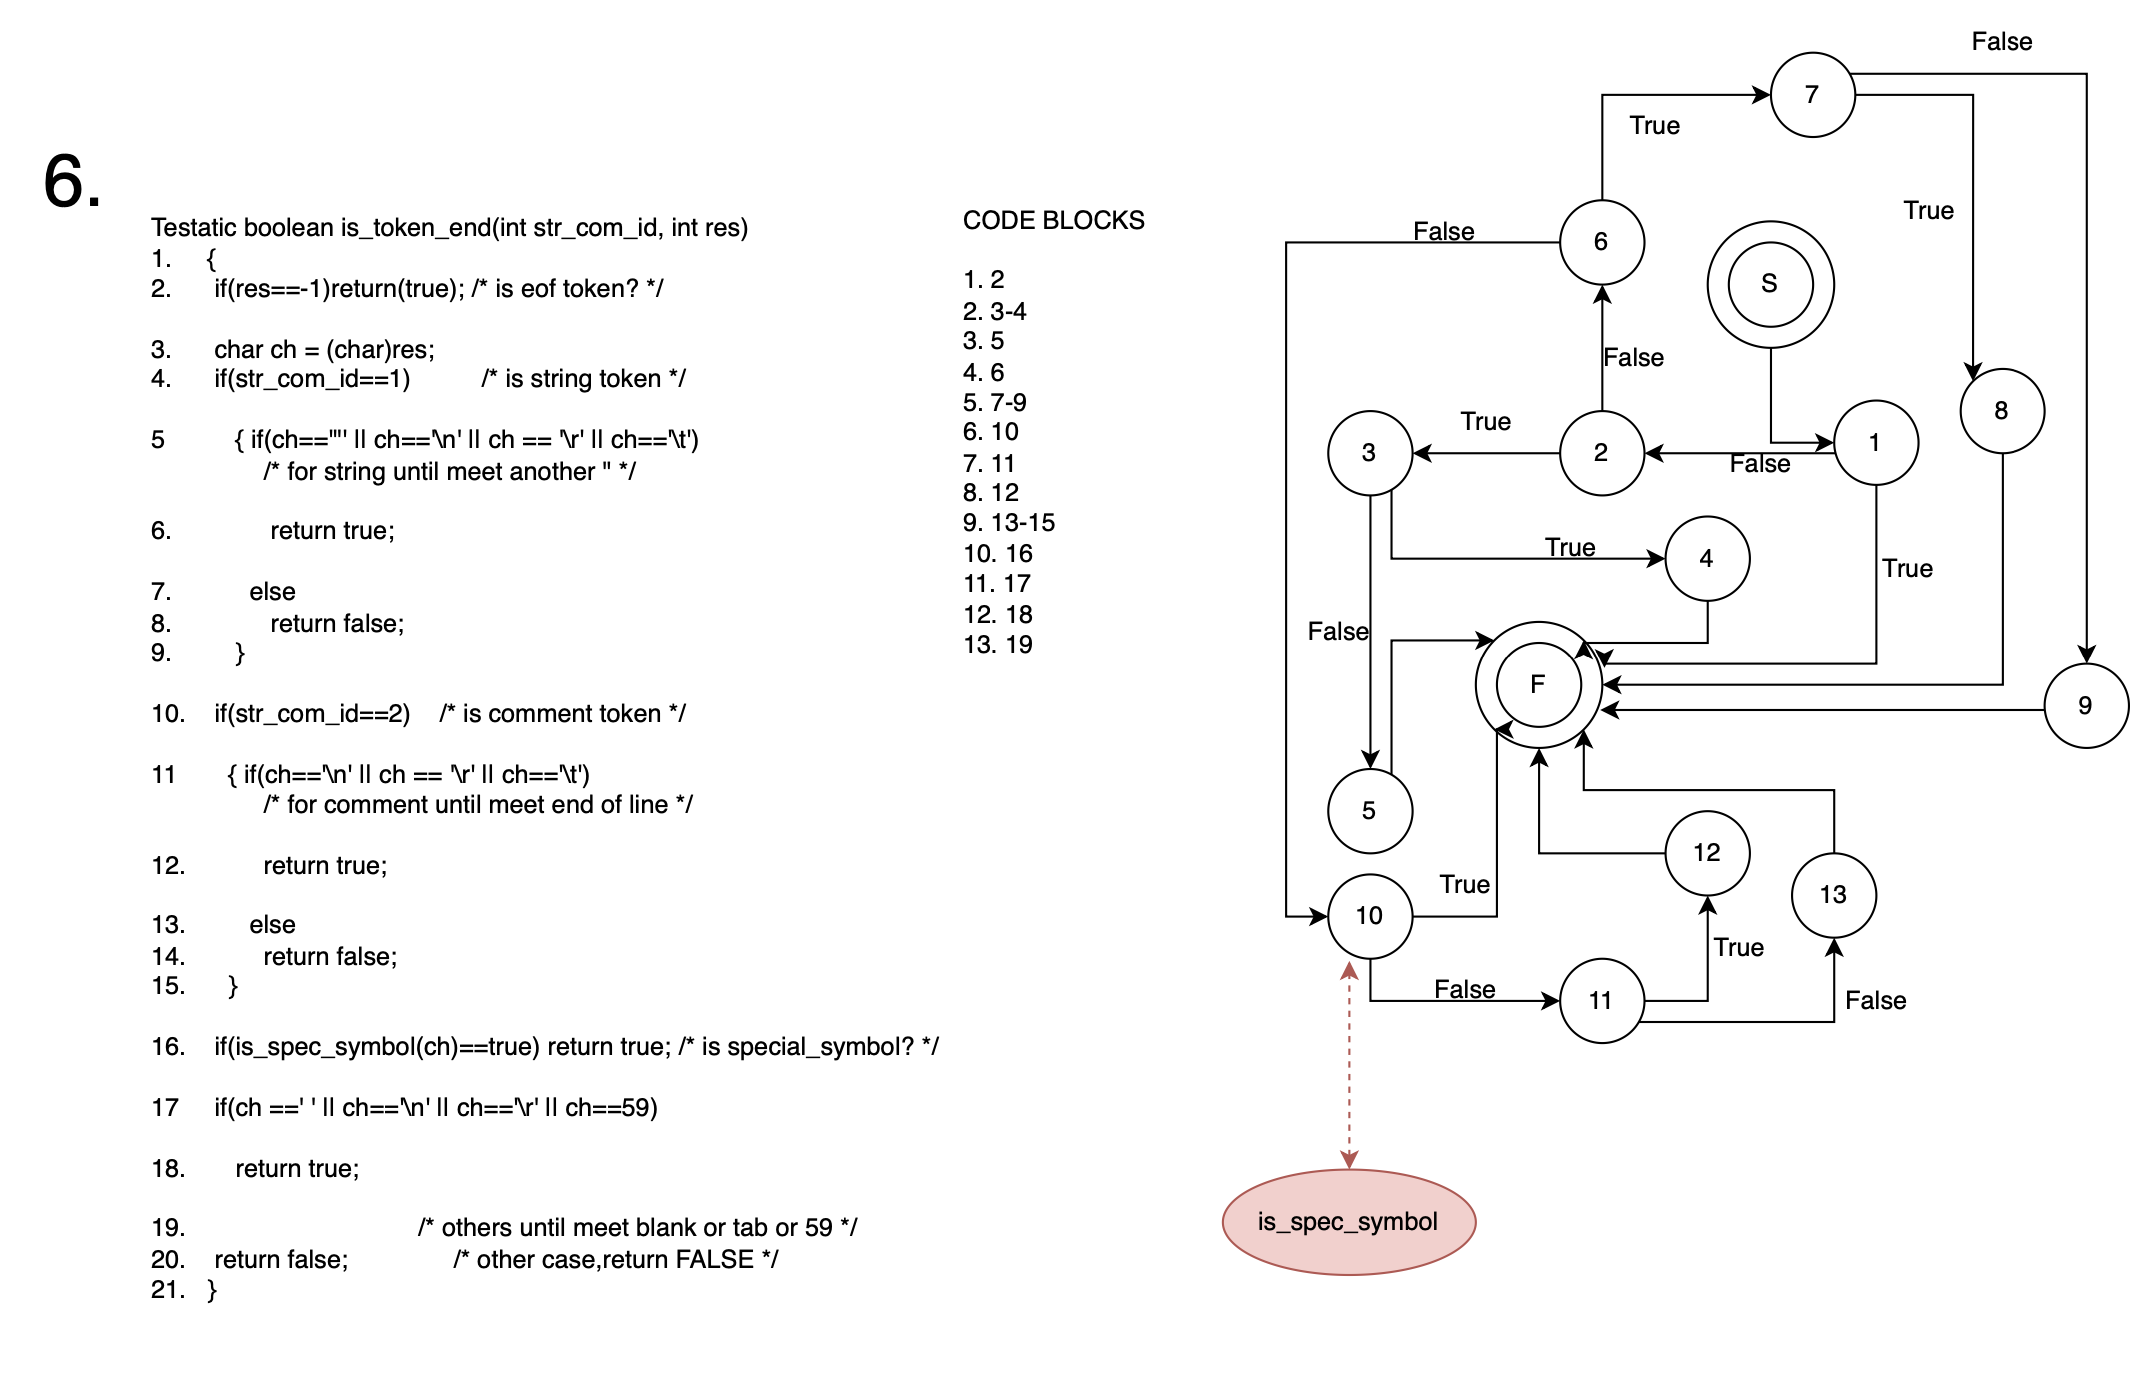 6.
Testatic boolean is_token_end(int str_com_id, int res)
1. {
2. if(res==-1)return(true); /* is eof token? */
3. char ch = (char)res;
4. if(str_com_id==1) /* is string token */
5 { if(ch=='"' || ch=='\n' || ch == '\r' || ch=='\t')
/* for string until meet another " */
6. return true;
7. else
8. return false;
9. }
10. if(str_com_id==2) /* is comment token */
11 { if(ch=='\n' || ch == '\r' || ch=='\t')
/* for comment until meet end of line */
12. return true;
13. else
14. return false;
15. }
16. if(is_spec_symbol(ch)==true) return true; /* is special_symbol? */
17 if(ch ==' ' || ch=='\n' || ch=='\r' || ch==59)
18. return true;
19. /* others until meet blank or tab or 59 */
20. return false; /* other case,return FALSE */
21. }
CODE BLOCKS
1. 2
2. 3-4
3. 5
4. 6
5. 7-9
6. 10
7. 11
8. 12
9. 13-15
10. 16
11. 17
12. 18
13. 19
False
7
True
True
6
False
S
False
8
1
True
3
2
False
True
4
True
False
F
9
5
12
True
13
10
True
False
11
False
is_spec_symbol